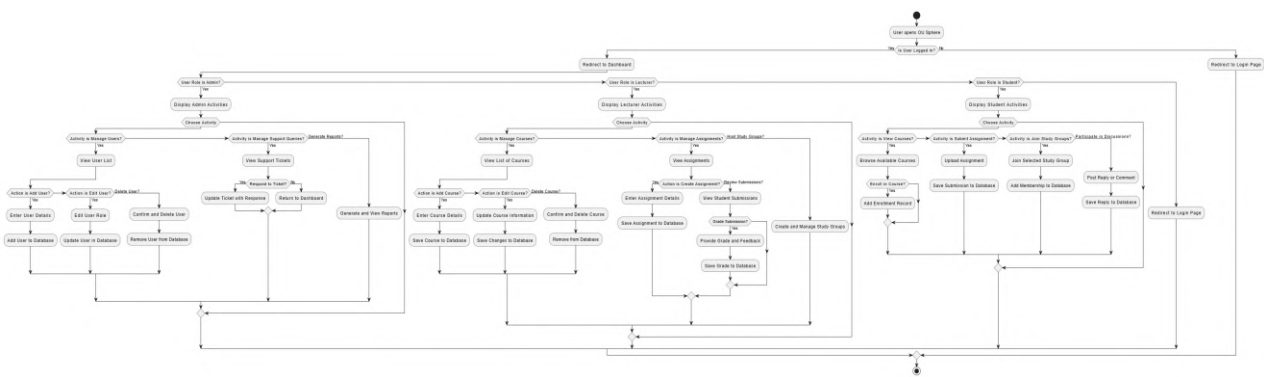 User opens Oü Sphere
Yes Is User Logged In? No
Redirect to Dashboard
Redirect to Login Page
User Role is Admin?
User Role is Lecturer?
User Role is Student?
Yes
Yes
Yes
Display Admin Activities
Display Lecturer Activities
Display Student Activities
Choose Activity
Choose Activity
Choose Activity
Activity is Manage Users?
Activity is Manage Support Queries?
Generate Reports?
Activity is Manage Courses?
Activity is Manage Assignments?
Host Study Groups?
Activity is View Courses?
Activity is Submit Assignment?
Activity is Join Study Groups?
Participate in Discussions?
Yes
Yes
Yes
Yes
Yes
Yes
Yes
View User List
View Support Tickets
View List of Courses
View Assignments
Browse Available Courses
Upload Assignment
Join Selected Study Group
Post Reply or Comment
Action is Add User?
Action is Edit User?
Delete User?
Yes Respond to Ticket? No
Action is Add Course?
Action is Edit Course?
Delete Course?
Yes Action is Create Assignment?
Review Submissions?
Enroll in Course?
Yes
Yes
Yes
Yes
Yes
Enter User Details
Edit User Role
Confirm and Delete User
Update Ticket with Response
Return to Dashboard
Generate and View Reports
Enter Course Details
Update Course Information
Confirm and Delete Course
Enter Assignment Details
View Student Submissions
Save Submission to Database
Add Membership to Database
Add Enrollment Record
Save Reply to Database
Redirect to Login Page
Add User to Database
Update User in Database
Remove User from Database
Save Course to Database
Save Changes to Database
Remove from Database
Save Assignment to Database
Grade Submission?
Yes
Create and Manage Study Groups
Provide Grade and Feedback
Save Grade to Database